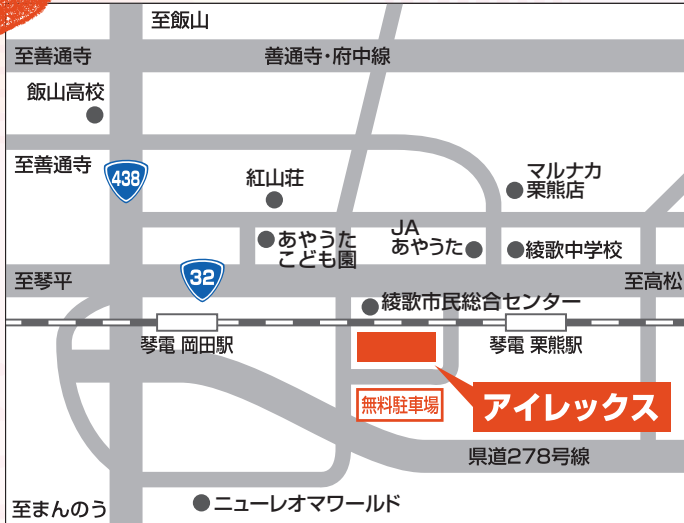 至飯山
至善通寺
善通寺・府中線
飯山高校
至善通寺
438
紅山荘
マルナカ
栗熊店
あやうた
こども園
JA
あやうた
綾歌中学校
至琴平
32
至高松
綾歌市民総合センター
琴電 岡田駅
琴電 栗熊駅
無料駐車場
アイレックス
県道278号線
至まんのう
ニューレオマワールド